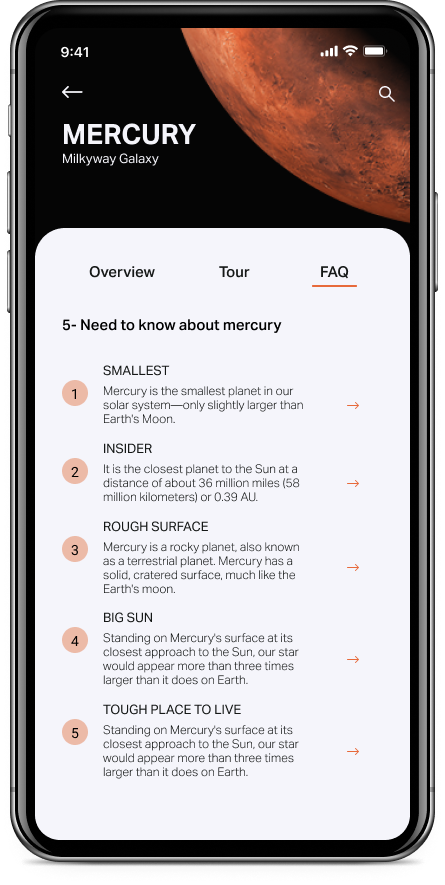 9:41
MERCURY
Milkyway Galaxy
Overview Tour FAQ
5- Need to know about mercury
SMALLEST
1
Mercury is the smallest planet in our
solar system—only slightly larger than
Earth's Moon.
INSIDER
2
It is the closest planet to the Sun at a
distance of about 36 million miles (58
million kilometers) or 0.39 AU.
ROUGH SURFACE
3
Mercury is a rocky planet, also known
as a terrestrial planet. Mercury has a
solid, cratered surface, much like the
Earth's moon.
BIG SUN
4
Standing on Mercury's surface at its
closest approach to the Sun, our star
would appear more than three times
larger than it does on Earth.
TOUGH PLACE TO LIVE
5
Standing on Mercury's surface at its
closest approach to the Sun, our star
would appear more than three times
larger than it does on Earth.